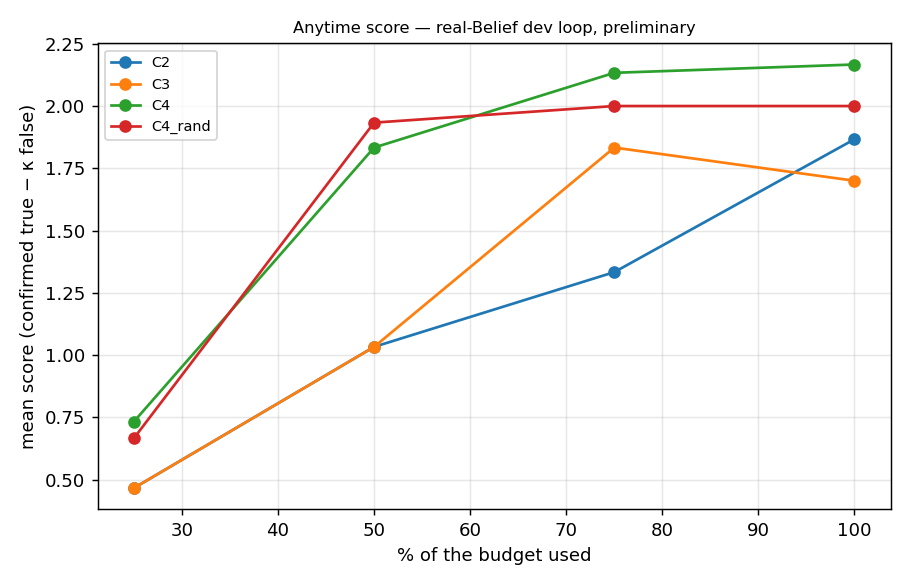 Anytime score — real-Belief dev loop, preliminary
2.25
2.00
1.75
1.50
1.25
1.00
0.75
0.50
mean score (confirmed true − κ false)
C2
C3
C4
C4_rand
30 40 50 60 70 80 90 100
% of the budget used